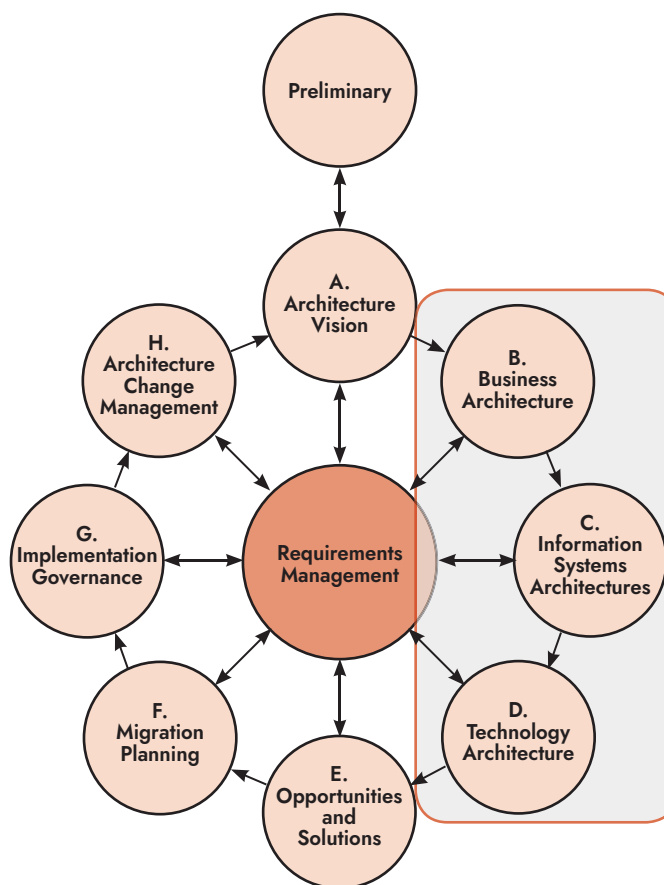 Preliminary
A.
Architecture
Vision
B.
Business
Architecture
C.
Information
Systems
Architectures
D.
Technology
Architecture
E.
Opportunities
and
Solutions
F.
Migration
Planning
G.
Implementation
Governance
H.
Architecture
Change
Management
Requirements
Management